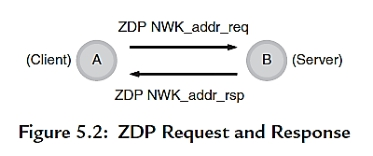 ZDP NWK_addr_req
(Client) A B (Server)
ZDP NWK_addr_rsp
Figure 5.2: ZDP Request and Response